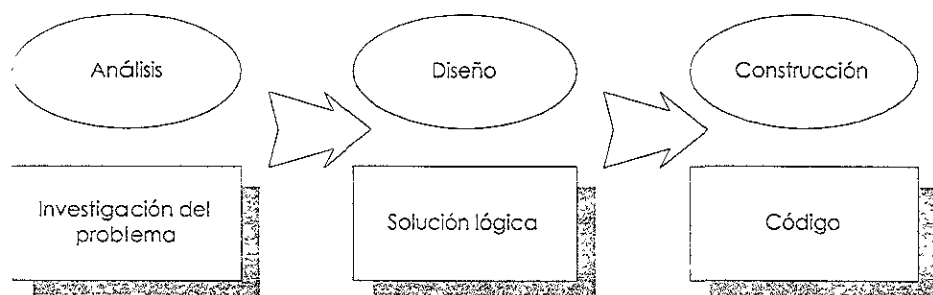 Análisis
Diseño
Construcción
Investigación del
problema
Solución lógica
Código